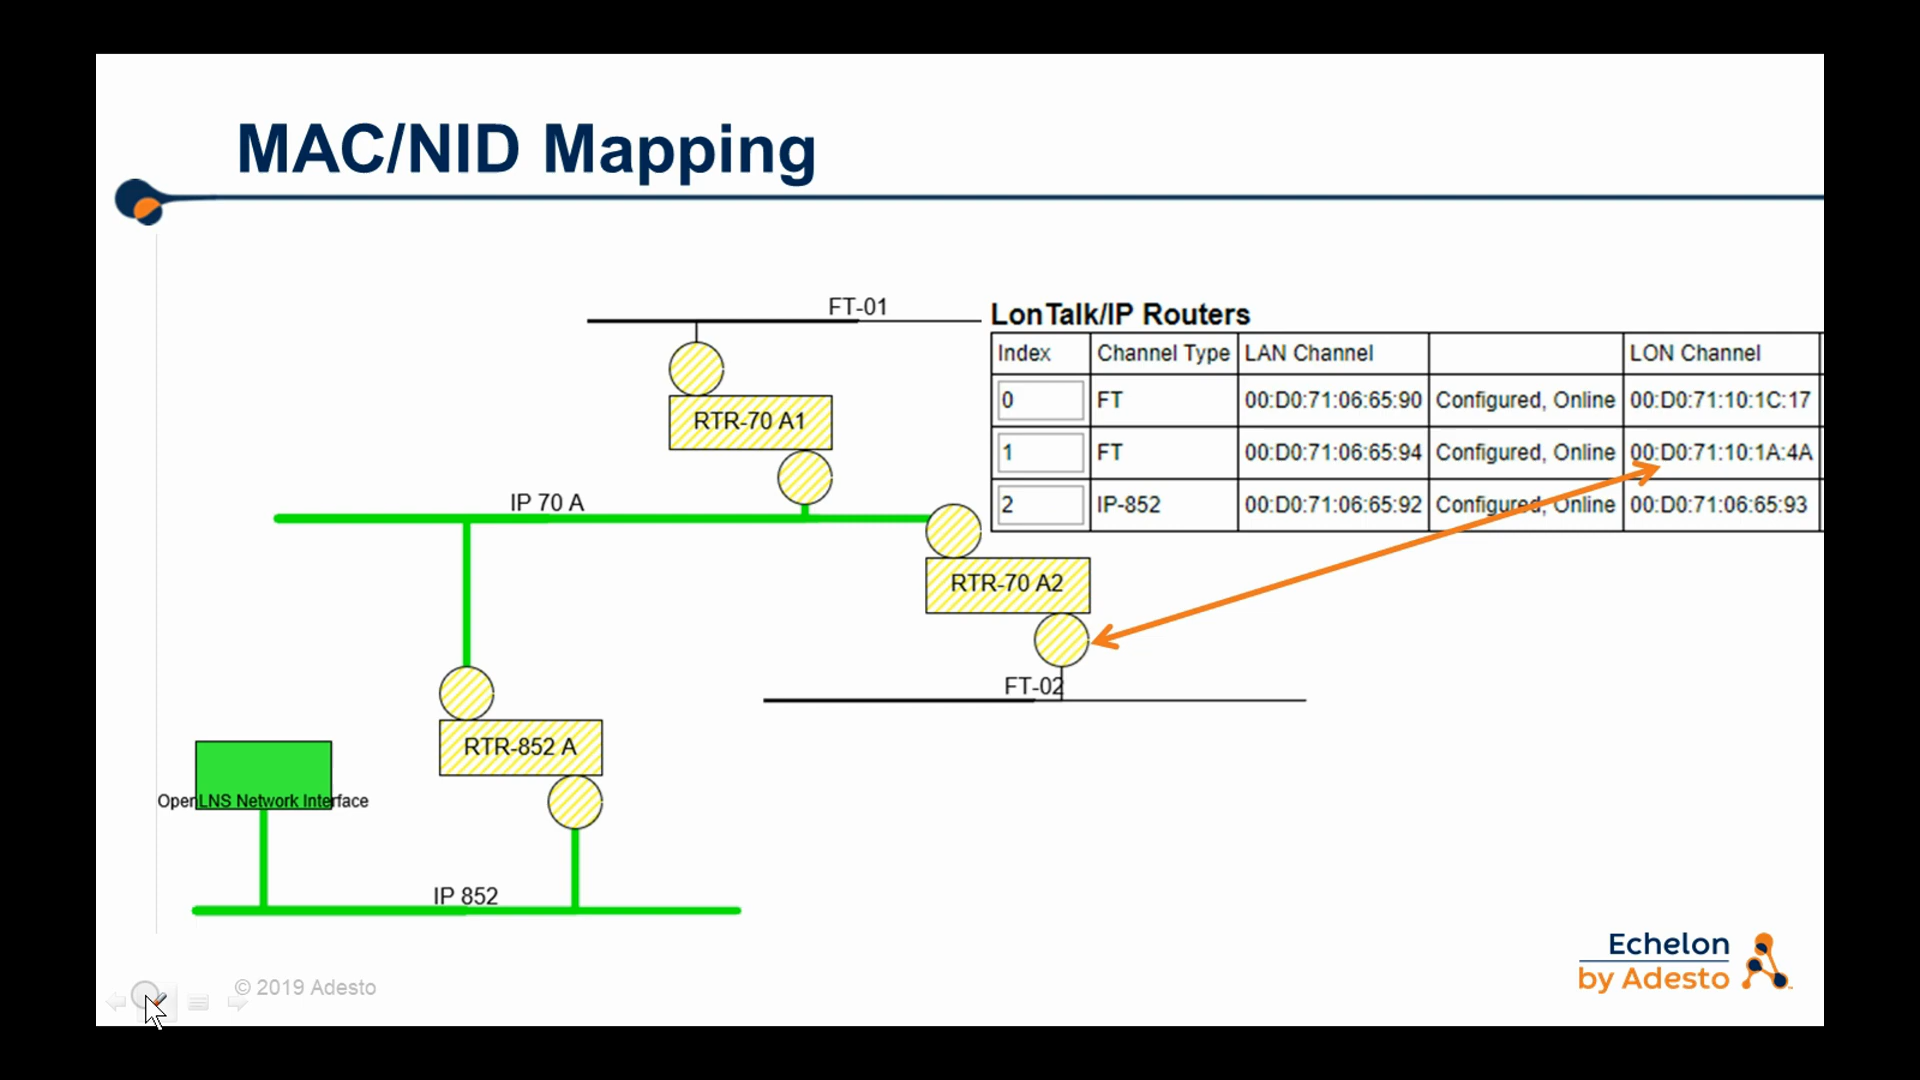 MAC/NID Mapping
FT-01
LonTalk/IP Routers
Index Channel Type LAN Channel LON Channel
0 FT 00:D0:71:06:65:90 Configured, Online 00:D0:71:10:1C:17
1 FT 00:D0:71:06:65:94 Configured, Online 00:D0:71:10:1A:4A
2 IP-852 00:D0:71:06:65:92 Configured, Online 00:D0:71:06:65:93
RTR-70 A1
IP 70 A
RTR-70 A2
FT-02
RTR-852 A
OpenLNS Network Interface
IP 852
Echelon
by Adesto
© 2019 Adesto